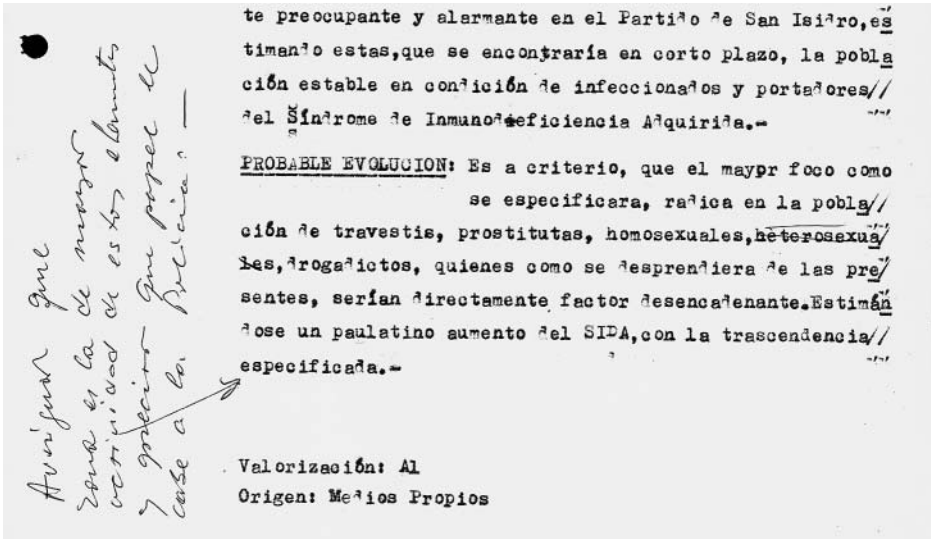 te preocupante y alarmante en el Partido de San Isidro,es
timando estas,que se encontraría en corto plazo, la pobla
ción estable en condición de infeccionados y portadores//
del Síndrome de Inmunodeficiencia Adquirida.-
PROBABLE EVOLUCION: Es a criterio, que el maypr foco como
se especificara, radica en la pobla//
ción de travestis, prostitutas, homosexuales,heterosexua/
les,drogadictos, quienes como se desprendiera de las pre/
sentes, serían directamente factor desencadenante.Estimán
dose un paulatino aumento del SIDA,con la trascendencia//
especificada.-
Valorización: A1
Origen: Medios Propios
Averiguar que
zona es la de mayor
actividad de estos elementos
y precisar que papel le
cabe a la Policía.